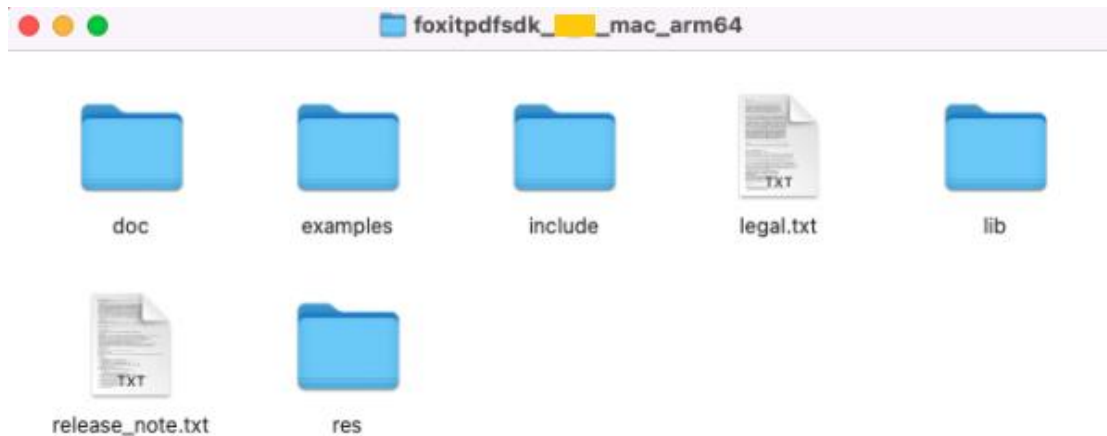 foxitpdfsdk_ _mac_arm64
doc examples include legal.txt lib
TXT
release_note.txt res
TXT